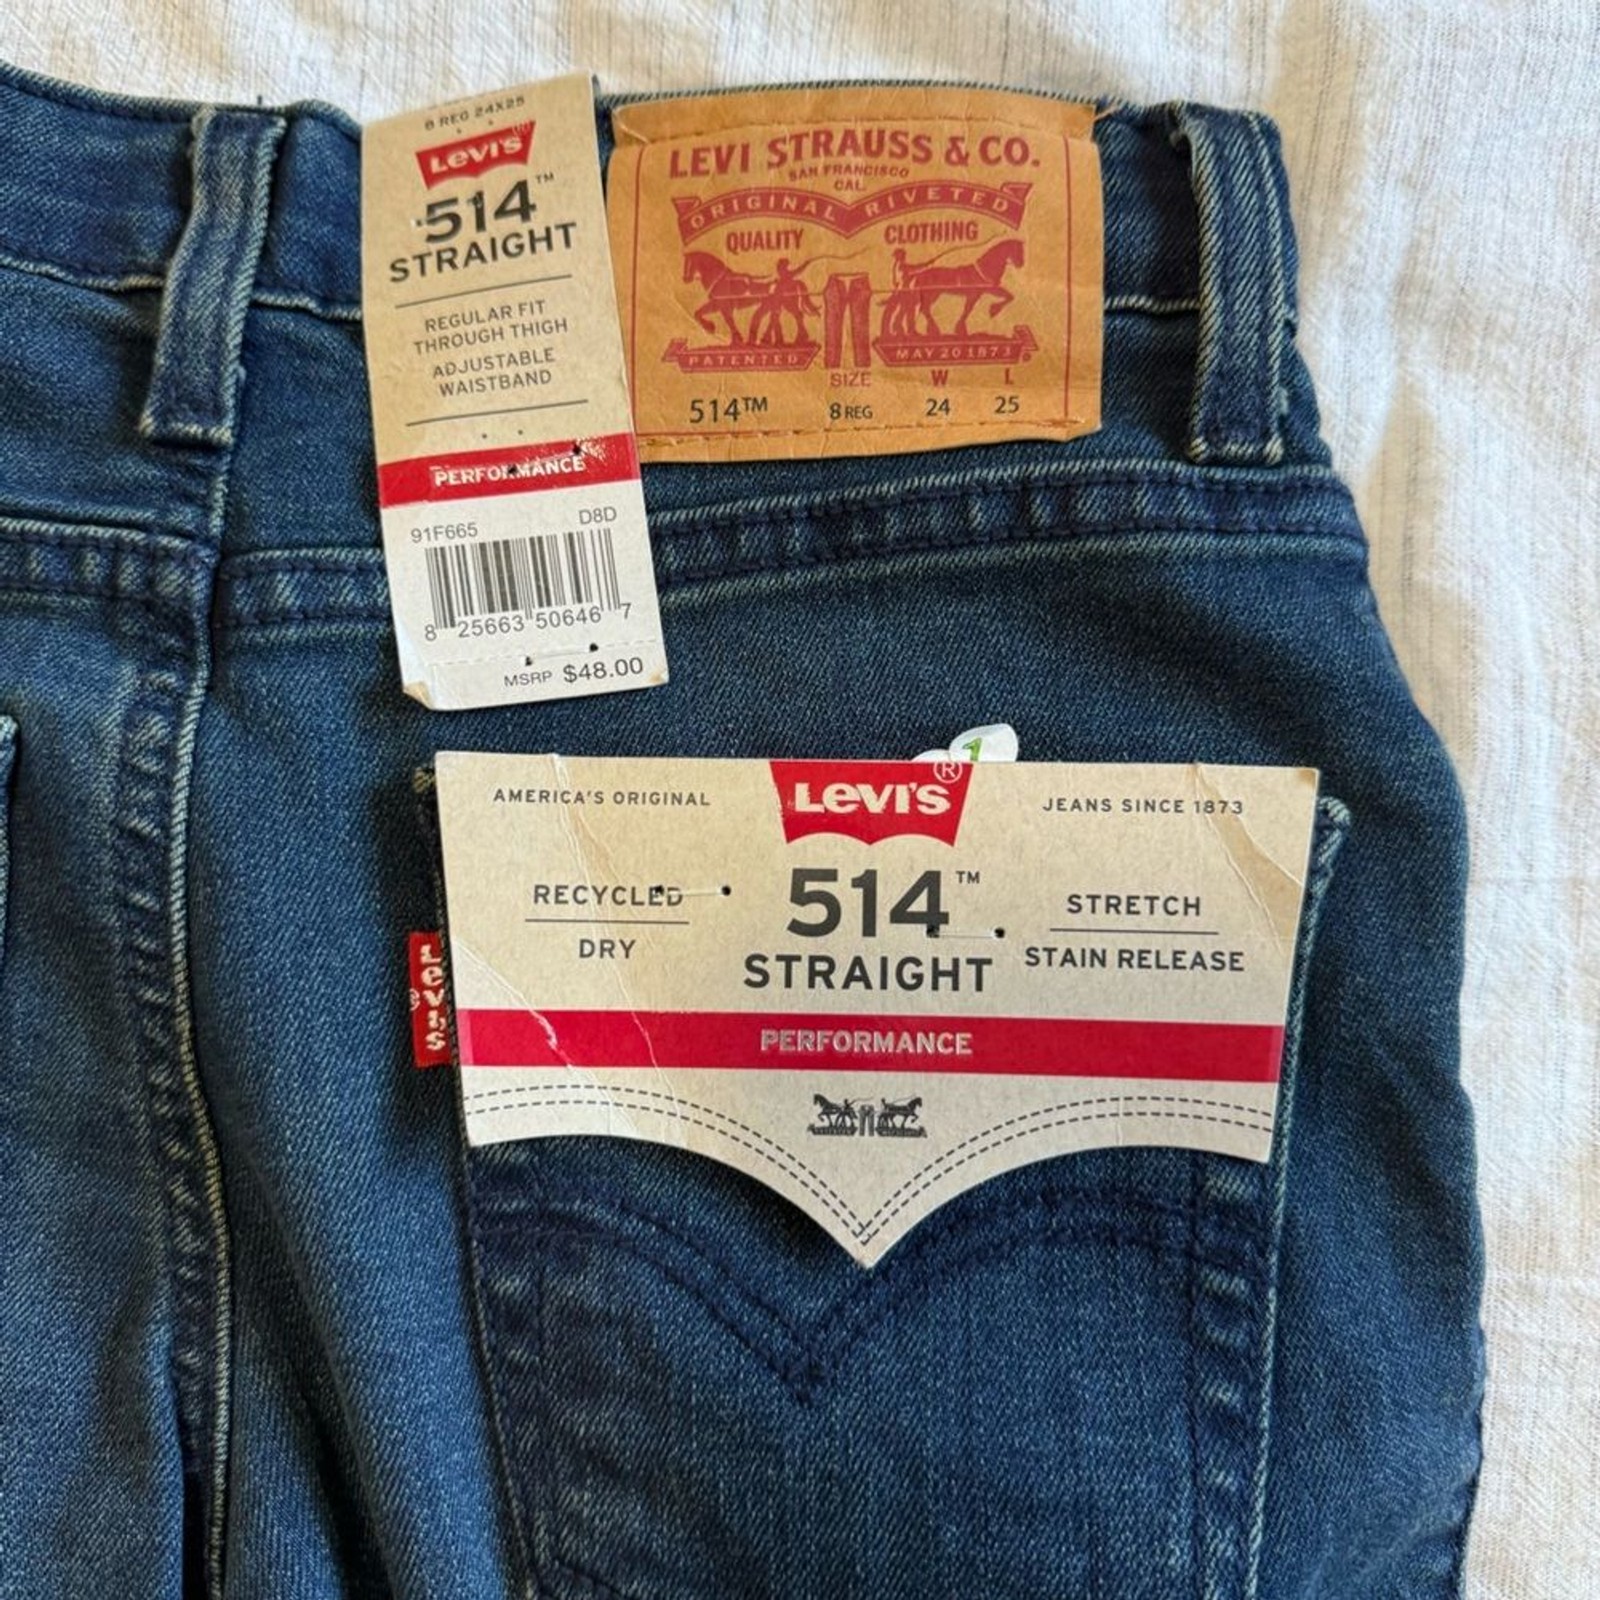 8 REG 24X25
Levi's®
514™
STRAIGHT
REGULAR FIT
THROUGH THIGH
ADJUSTABLE
WAISTBAND
PERFORMANCE
91F665 D8D
8 25663 50646 7
MSRP $48.00
LEVI STRAUSS & CO.
SAN FRANCISCO
CAL.
ORIGINAL RIVETED
QUALITY CLOTHING
PATENTED MAY 20 1873 ®
SIZE W L
514™ 8 REG 24 25
1
AMERICA'S ORIGINAL Levi's® JEANS SINCE 1873
RECYCLED 514™ STRETCH
DRY STRAIGHT STAIN RELEASE
PERFORMANCE
Levi's®